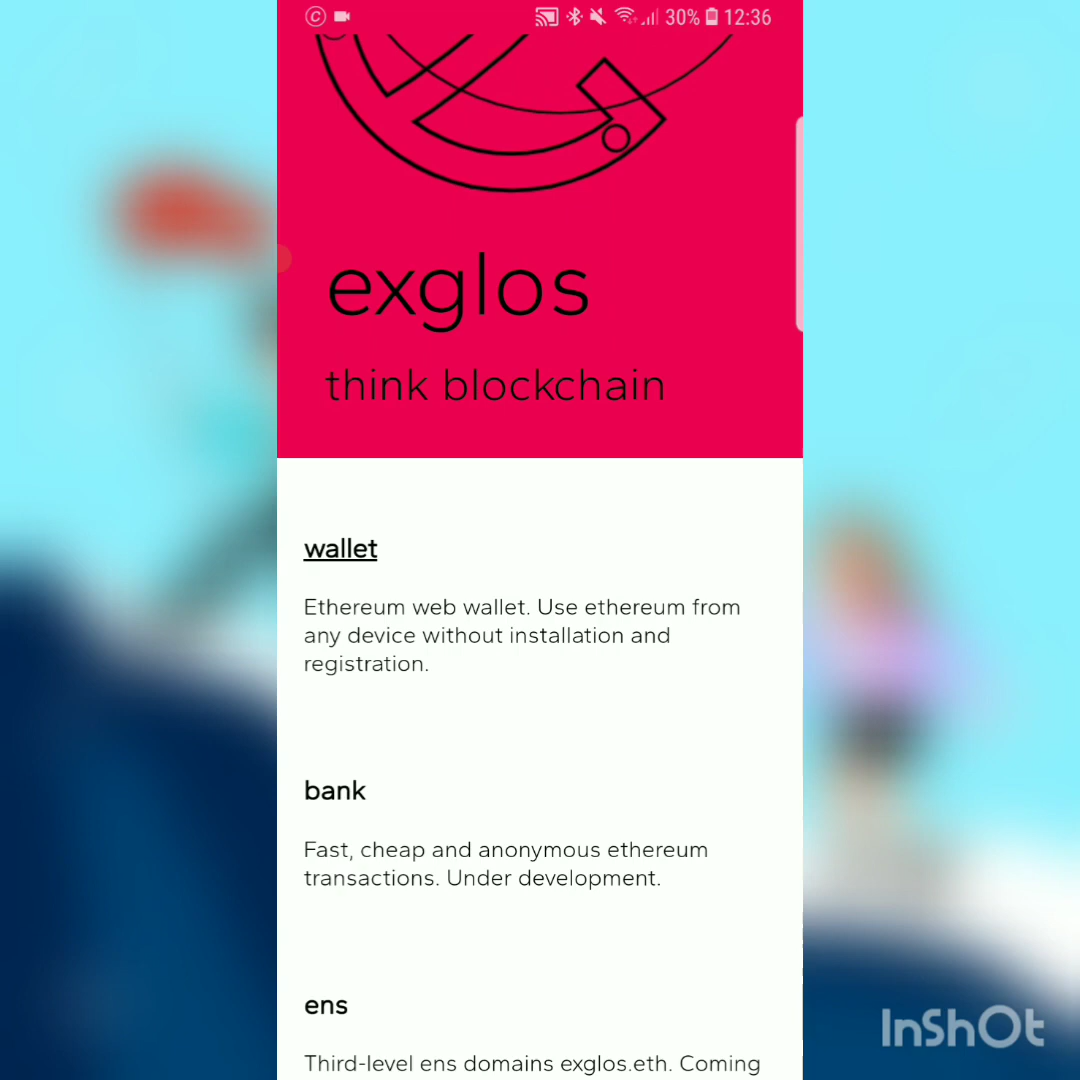 30% 12:36
exglos
think blockchain
wallet
Ethereum web wallet. Use ethereum from
any device without installation and
registration.
bank
Fast, cheap and anonymous ethereum
transactions. Under development.
ens
Third-level ens domains exglos.eth. Coming
InShOt